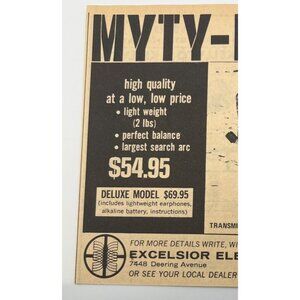 MYTY-
high quality
at a low, low price
• light weight
(2 lbs)
• perfect balance
• largest search arc
$54.95
DELUXE MODEL $69.95
(includes lightweight earphones,
alkaline battery, instructions)
TRANSMI
FOR MORE DETAILS WRITE, WI
EXCELSIOR ELE
7448 Deering Avenue
OR SEE YOUR LOCAL DEALER